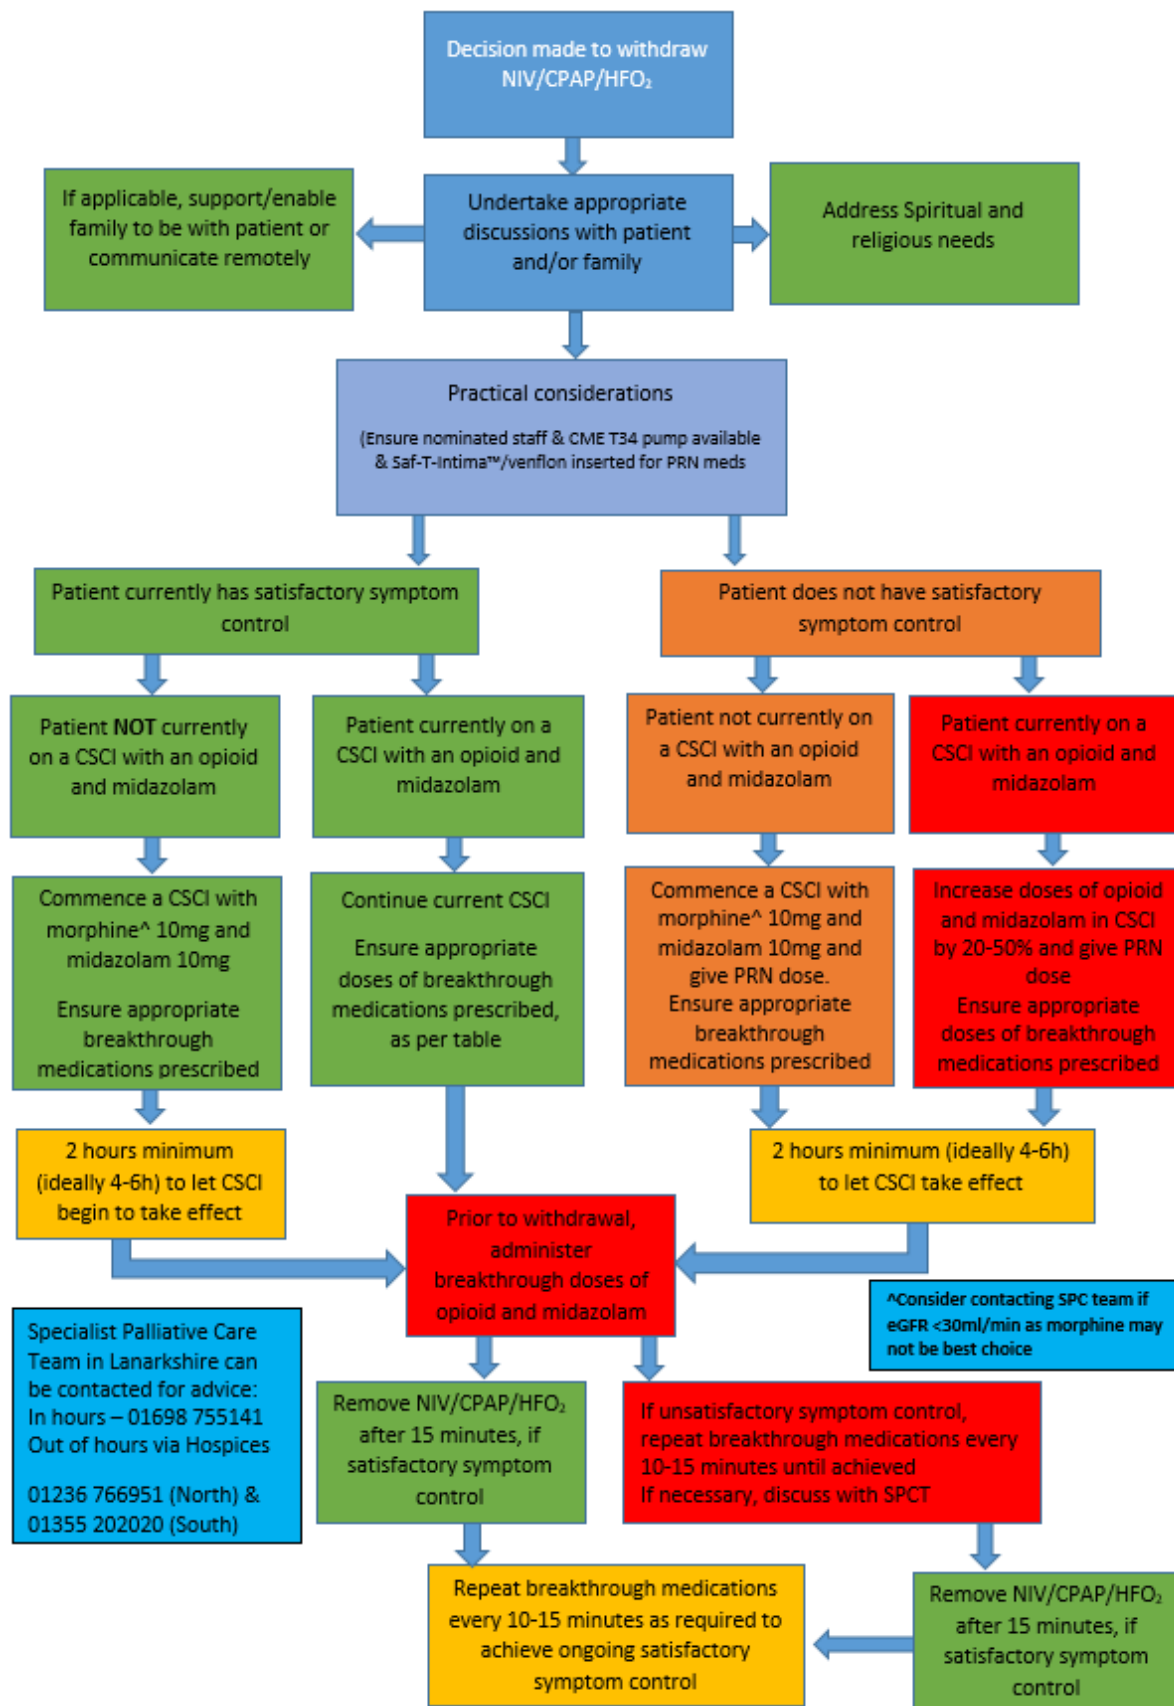 Decision made to withdraw
NIV/CPAP/HFO₂
If applicable, support/enable
family to be with patient or
communicate remotely
Undertake appropriate
discussions with patient
and/or family
Address Spiritual and
religious needs
Practical considerations
(Ensure nominated staff & CME T34 pump available
& Saf-T-Intima™/venflon inserted for PRN meds
Patient currently has satisfactory symptom
control
Patient does not have satisfactory
symptom control
Patient NOT currently
on a CSCI with an opioid
and midazolam
Patient currently on a
CSCI with an opioid and
midazolam
Patient not currently on
a CSCI with an opioid
and midazolam
Patient currently on a
CSCI with an opioid and
midazolam
Commence a CSCI with
morphine^ 10mg and
midazolam 10mg
Ensure appropriate
breakthrough
medications prescribed
Continue current CSCI
Ensure appropriate
doses of breakthrough
medications prescribed,
as per table
Commence a CSCI with
morphine^ 10mg and
midazolam 10mg and
give PRN dose.
Ensure appropriate
breakthrough
medications prescribed
Increase doses of opioid
and midazolam in CSCI
by 20-50% and give PRN
dose
Ensure appropriate
doses of breakthrough
medications prescribed
2 hours minimum
(ideally 4-6h) to let CSCI
begin to take effect
2 hours minimum (ideally 4-6h)
to let CSCI take effect
Prior to withdrawal,
administer
breakthrough doses of
opioid and midazolam
^Consider contacting SPC team if
eGFR <30ml/min as morphine may
not be best choice
Specialist Palliative Care
Team in Lanarkshire can
be contacted for advice:
In hours – 01698 755141
Out of hours via Hospices
01236 766951 (North) &
01355 202020 (South)
Remove NIV/CPAP/HFO₂
after 15 minutes, if
satisfactory symptom
control
If unsatisfactory symptom control,
repeat breakthrough medications every
10-15 minutes until achieved
If necessary, discuss with SPCT
Repeat breakthrough medications
every 10-15 minutes as required to
achieve ongoing satisfactory
symptom control
Remove NIV/CPAP/HFO₂
after 15 minutes, if
satisfactory symptom
control